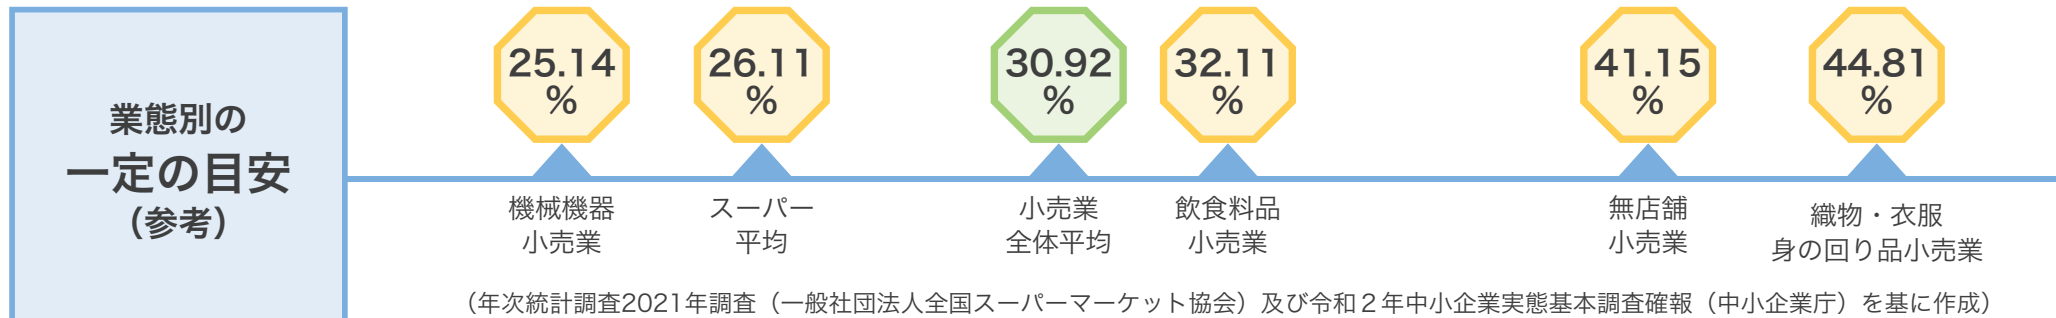 業態別の
一定の目安
（参考）
25.14
%
26.11
%
30.92
%
32.11
%
41.15
%
44.81
%
機械機器
小売業
スーパー
平均
小売業
全体平均
飲食料品
小売業
無店舗
小売業
織物・衣服
身の回り品小売業
（年次統計調査2021年調査（一般社団法人全国スーパーマーケット協会）及び令和２年中小企業実態基本調査確報（中小企業庁）を基に作成）